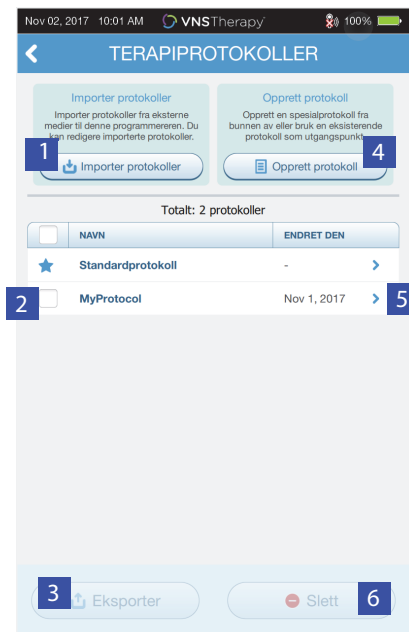 Nov 02, 2017 10:01 AM VNSTherapy 100%
TERAPIPROTOKOLLER
Importer protokoller
Importer protokoller fra eksterne
medier til denne programmereren. Du
kan redigere importerte protokoller.
1
Importer protokoller
Opprett protokoll
Opprett en spesialprotokoll fra
bunnen av eller bruk en eksisterende
protokoll som utgangspunkt.
4
Opprett protokoll
Totalt: 2 protokoller
NAVN ENDRET DEN
Standardprotokoll -
2 MyProtocol Nov 1, 2017 5
3 Eksporter
Slett 6